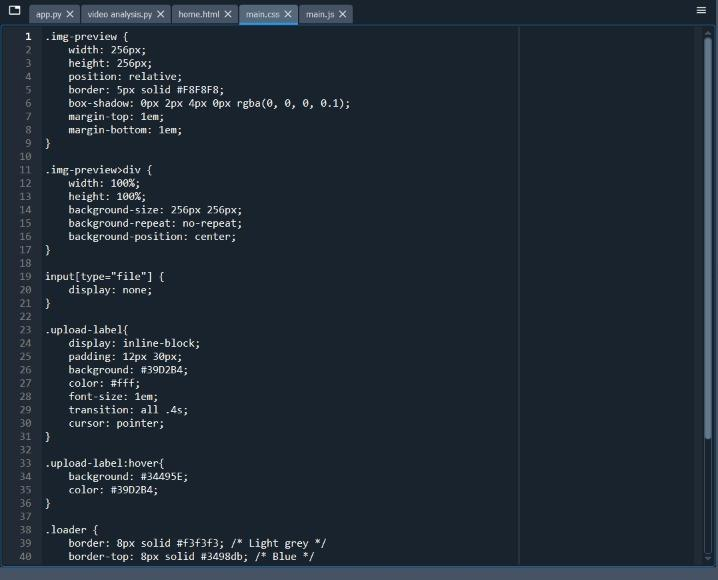 app.py video analysis.py home.html main.css main.js
1 .img-preview {
2     width: 256px;
3     height: 256px;
4     position: relative;
5     border: 5px solid #F8F8F8;
6     box-shadow: 0px 2px 4px 0px rgba(0, 0, 0, 0.1);
7     margin-top: 1em;
8     margin-bottom: 1em;
9 }
10
11 .img-preview>div {
12     width: 100%;
13     height: 100%;
14     background-size: 256px 256px;
15     background-repeat: no-repeat;
16     background-position: center;
17 }
18
19 input[type="file"] {
20     display: none;
21 }
22
23 .upload-label{
24     display: inline-block;
25     padding: 12px 30px;
26     background: #39D2B4;
27     color: #fff;
28     font-size: 1em;
29     transition: all .4s;
30     cursor: pointer;
31 }
32
33 .upload-label:hover{
34     background: #34495E;
35     color: #39D2B4;
36 }
37
38 .loader {
39     border: 8px solid #f3f3f3; /* Light grey */
40     border-top: 8px solid #3498db; /* Blue */